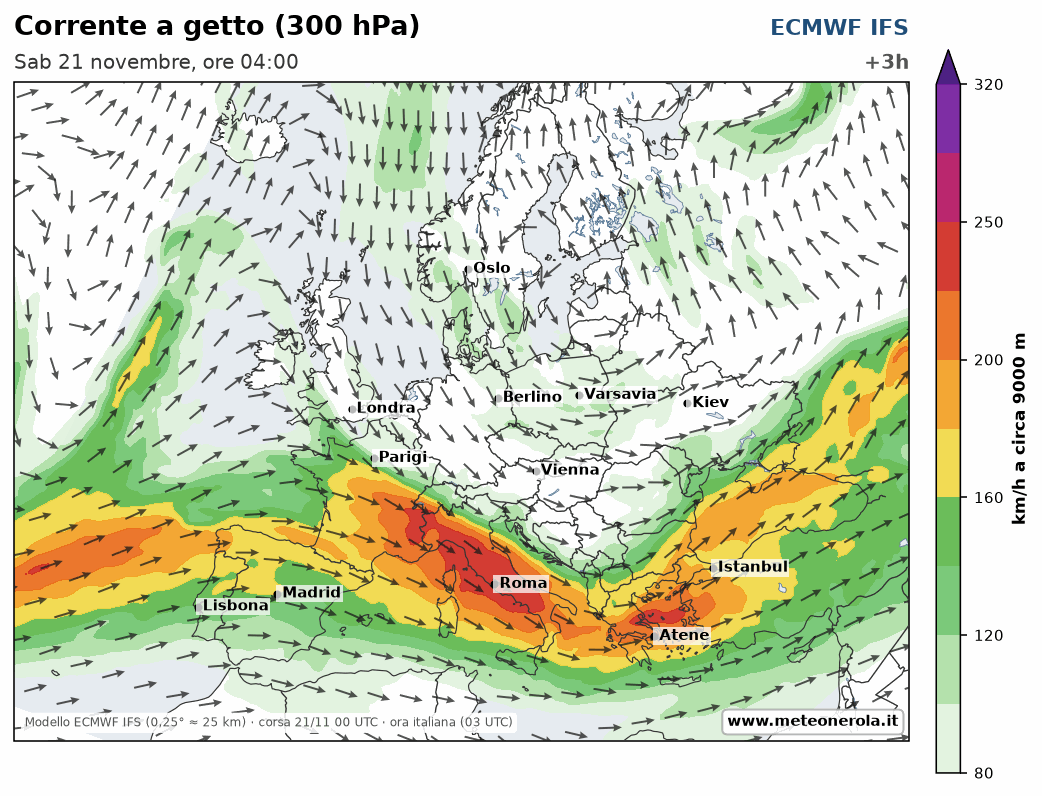 Corrente a getto (300 hPa)
ECMWF IFS
Sab 21 novembre, ore 04:00
+3h
320
250
200
160
120
80
km/h a circa 9000 m
Oslo
Londra
Berlino
Varsavia
Kiev
Parigi
Vienna
Roma
Istanbul
Madrid
Lisbona
Atene
Modello ECMWF IFS (0,25° ≈ 25 km) · corsa 21/11 00 UTC · ora italiana (03 UTC)
www.meteonerola.it